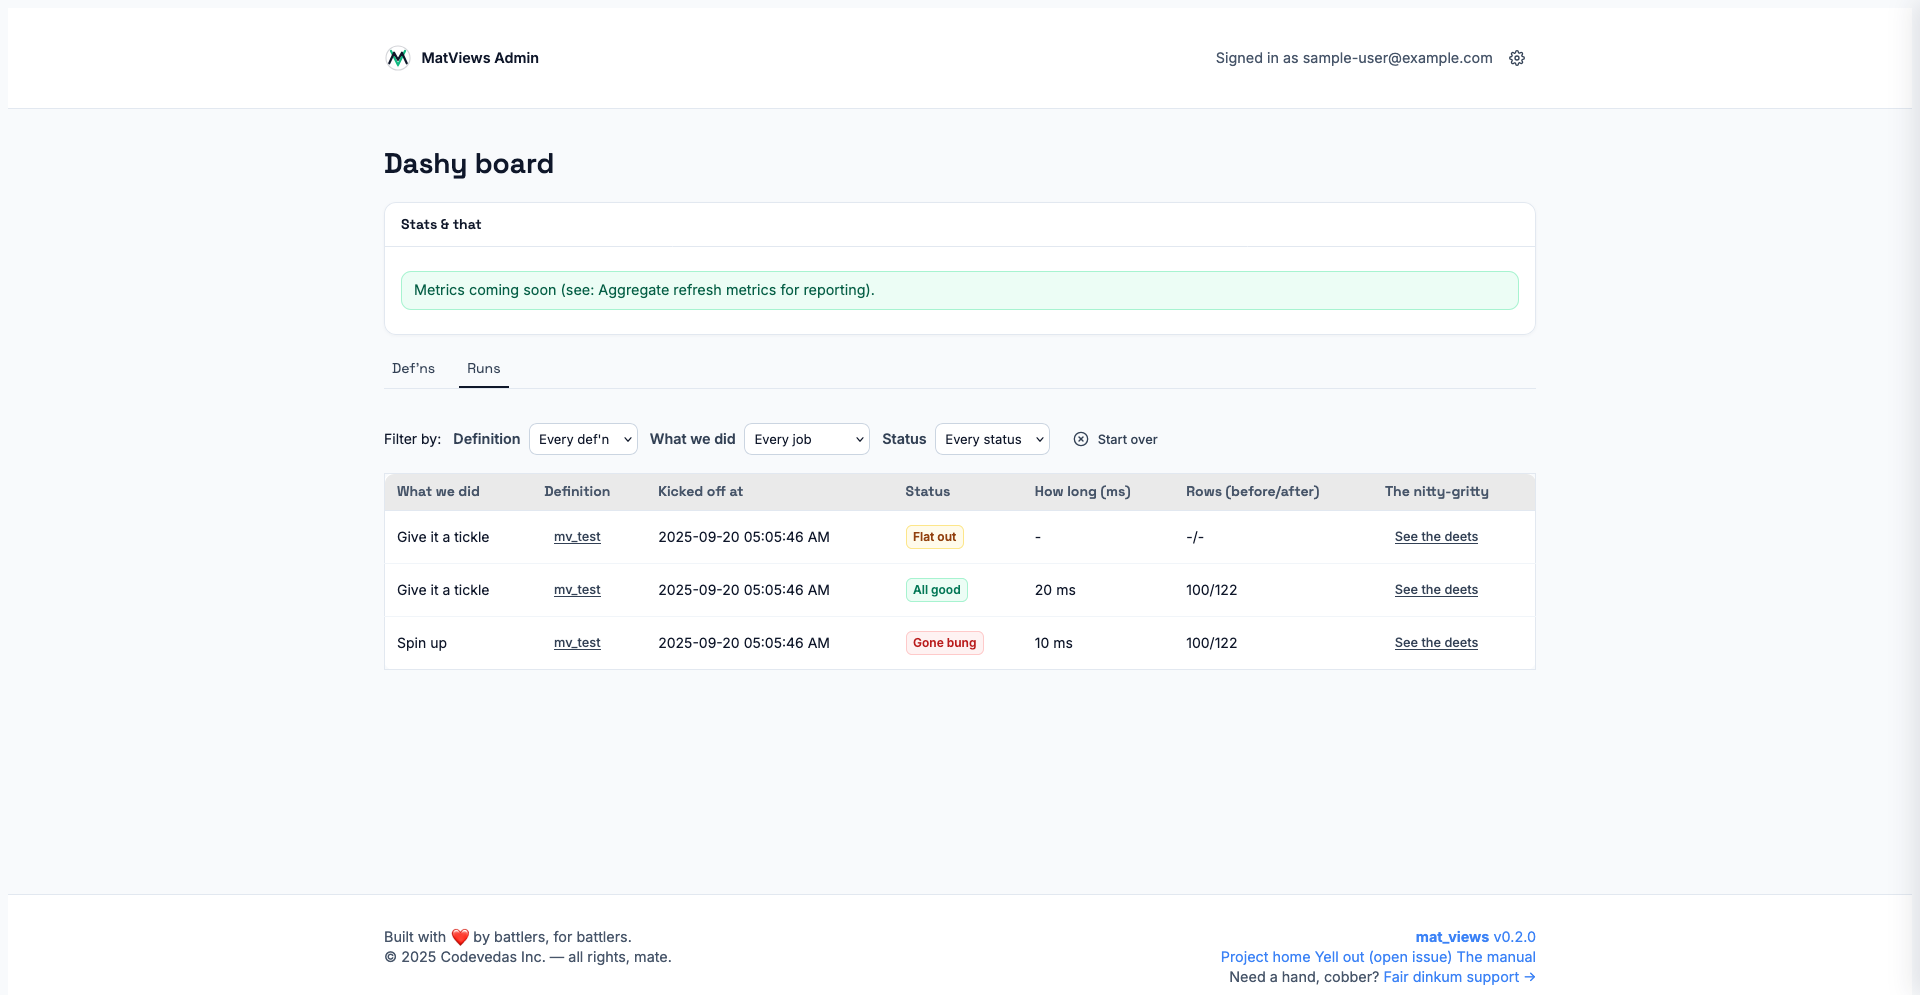 MatViews Admin
Signed in as sample-user@example.com
Dashy board
Stats & that
Metrics coming soon (see: Aggregate refresh metrics for reporting).
Def'ns Runs
Filter by: Definition Every def'n What we did Every job Status Every status Start over
What we did Definition Kicked off at Status How long (ms) Rows (before/after) The nitty-gritty
Give it a tickle mv_test 2025-09-20 05:05:46 AM Flat out - -/- See the deets
Give it a tickle mv_test 2025-09-20 05:05:46 AM All good 20 ms 100/122 See the deets
Spin up mv_test 2025-09-20 05:05:46 AM Gone bung 10 ms 100/122 See the deets
Built with ❤️ by battlers, for battlers.
© 2025 Codevedas Inc. — all rights, mate.
mat_views v0.2.0
Project home Yell out (open issue) The manual
Need a hand, cobber? Fair dinkum support →